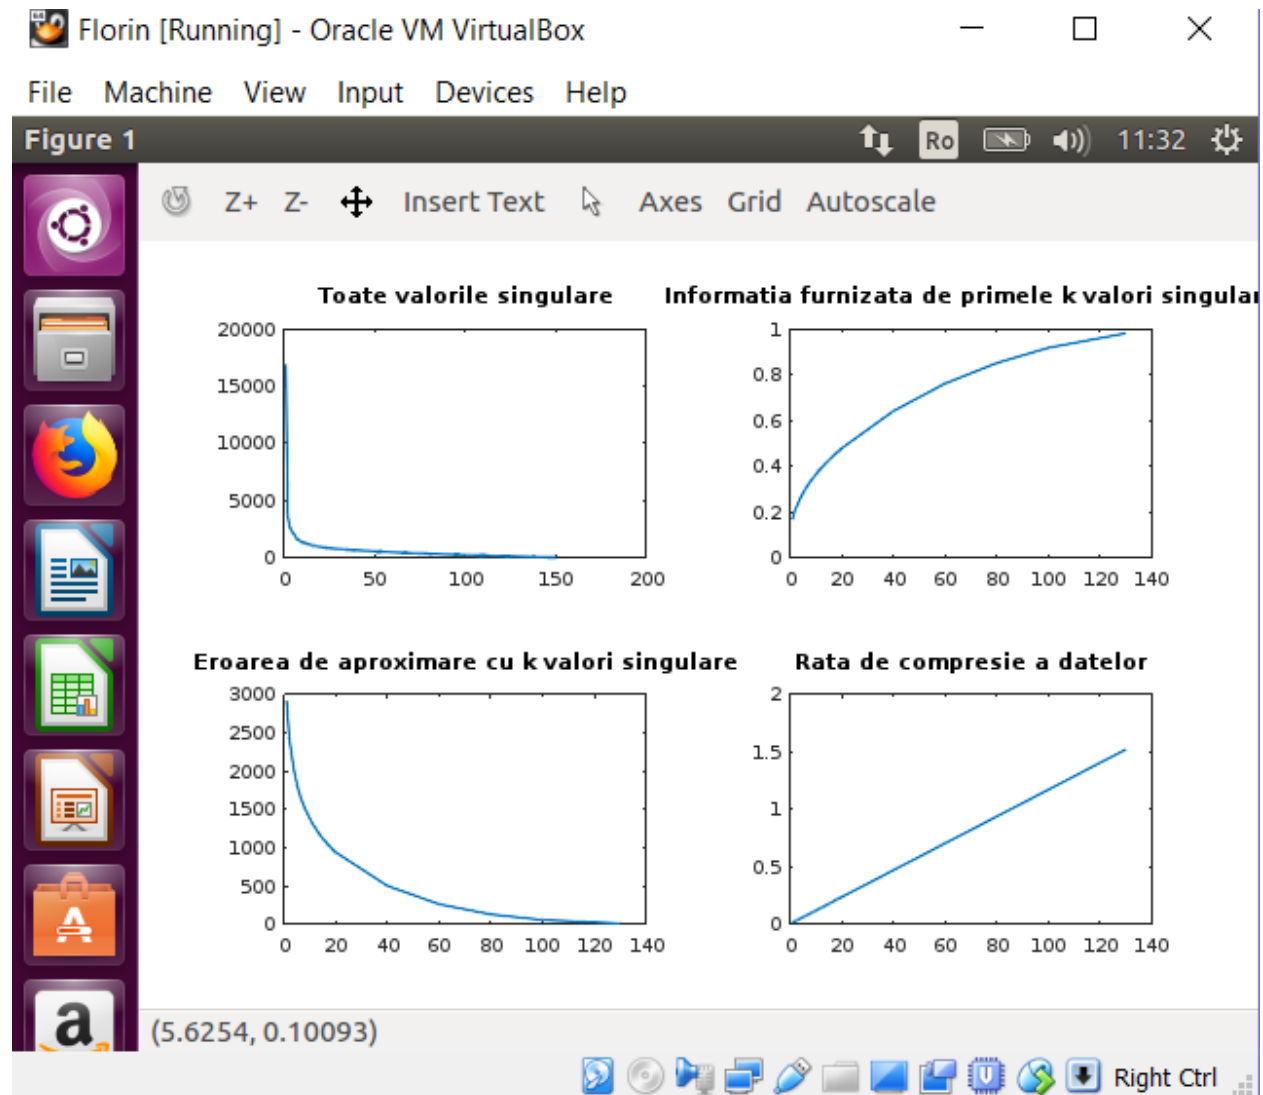 Florin [Running] - Oracle VM VirtualBox
File Machine View Input Devices Help
Figure 1 Ro 11:32
Z+ Z- Insert Text Axes Grid Autoscale
Toate valorile singulare
20000
15000
10000
5000
0
0 50 100 150 200
Informatia furnizata de primele k valori singular
1
0.8
0.6
0.4
0.2
0
0 20 40 60 80 100 120 140
Eroarea de aproximare cu k valori singulare
3000
2500
2000
1500
1000
500
0
0 20 40 60 80 100 120 140
Rata de compresie a datelor
2
1.5
1
0.5
0
0 20 40 60 80 100 120 140
(5.6254, 0.10093)
Right Ctrl